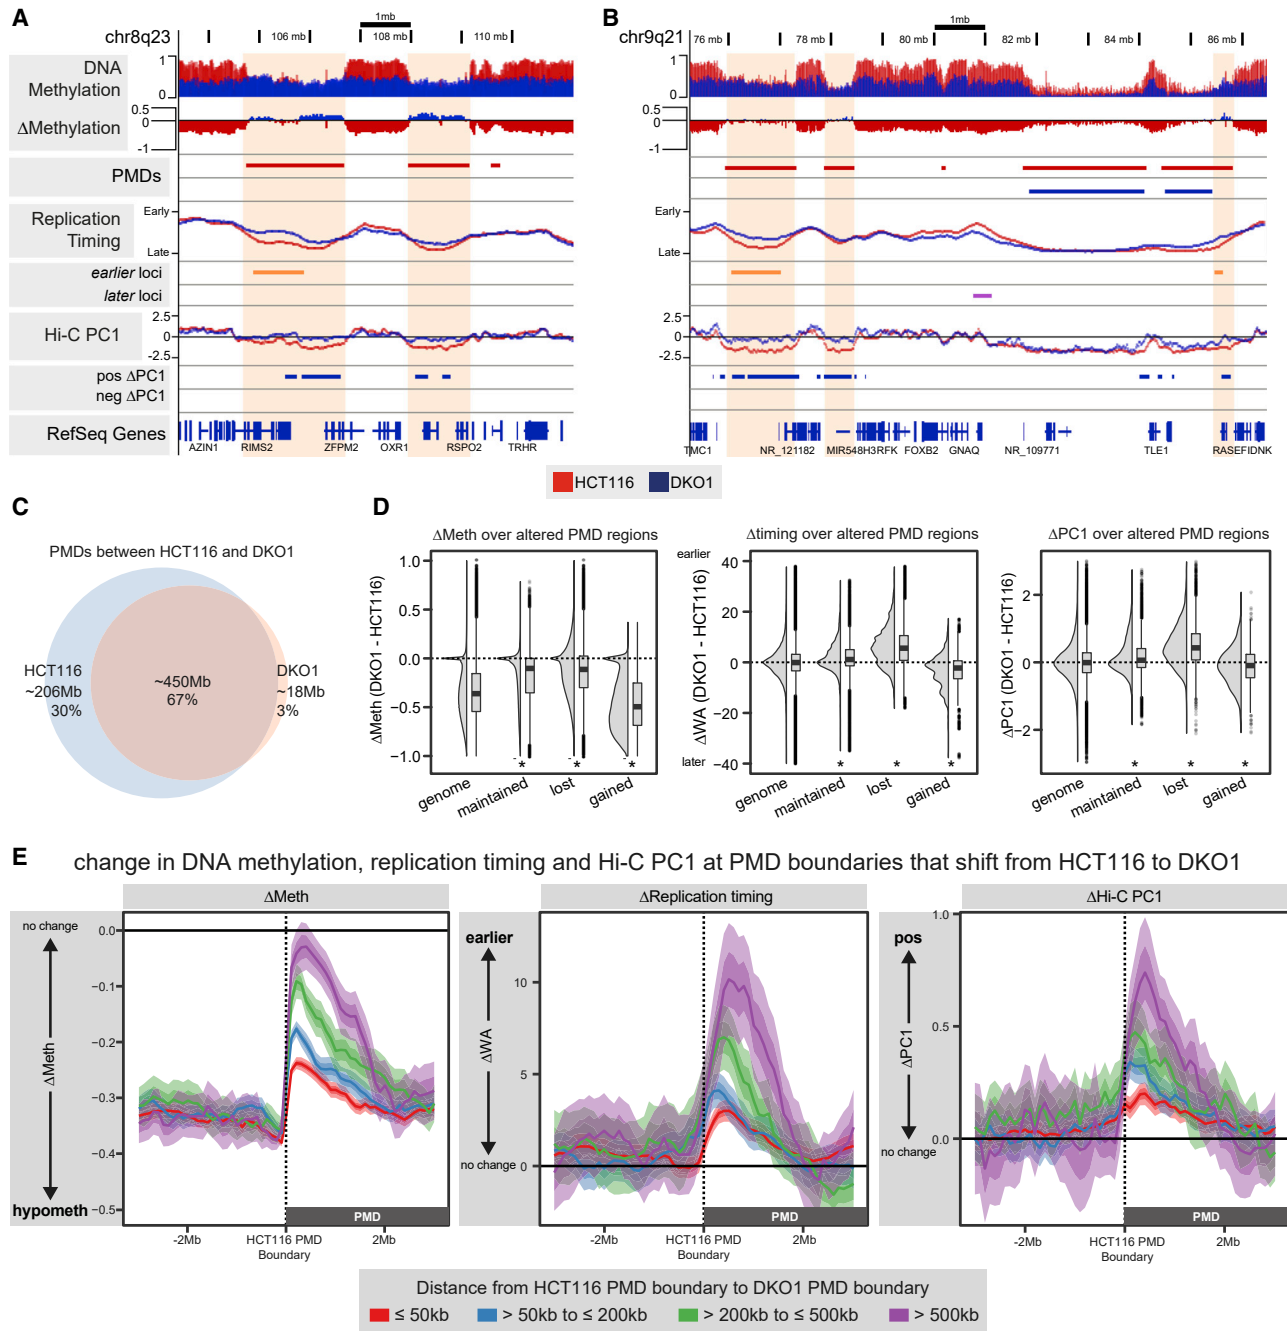 A
1mb
chr8q23
106 mb
108 mb
110 mb
DNA Methylation
1
0
ΔMethylation
0.5
0
-1
PMDs
Replication Timing
Early
Late
earlier loci
later loci
Hi-C PC1
2.5
0
-2.5
pos ΔPC1
neg ΔPC1
RefSeq Genes
AZIN1 RIMS2 ZFPM2 OXR1 RSPO2 TRHR
B
1mb
chr9q21
76 mb
78 mb
80 mb
82 mb
84 mb
86 mb
1
0
0.5
0
-1
Early
Late
2.5
0
-2.5
TMC1 NR_121182 MIR548H3RFK FOXB2 GNAQ NR_109771 TLE1 RASEFIDNK
HCT116 DKO1
C
PMDs between HCT116 and DKO1
HCT116
~206Mb
30%
~450Mb
67%
DKO1
~18Mb
3%
D
ΔMeth over altered PMD regions
ΔMeth (DKO1 - HCT116)
1.0
0.5
0.0
−0.5
−1.0
* * *
genome maintained lost gained
Δtiming over altered PMD regions
ΔWA (DKO1 - HCT116)
earlier
40
20
0
−20
−40
later
* * *
genome maintained lost gained
ΔPC1 over altered PMD regions
ΔPC1 (DKO1 - HCT116)
2
0
−2
* * *
genome maintained lost gained
E
change in DNA methylation, replication timing and Hi-C PC1 at PMD boundaries that shift from HCT116 to DKO1
ΔMeth
no change
ΔMeth
hypometh
0.0
−0.1
−0.2
−0.3
−0.4
−0.5
PMD
-2Mb
HCT116 PMD Boundary
2Mb
ΔReplication timing
earlier
ΔWA
no change
10
5
0
PMD
-2Mb
HCT116 PMD Boundary
2Mb
ΔHi-C PC1
pos
ΔPC1
no change
1.0
0.5
0.0
PMD
-2Mb
HCT116 PMD Boundary
2Mb
Distance from HCT116 PMD boundary to DKO1 PMD boundary
≤ 50kb > 50kb to ≤ 200kb > 200kb to ≤ 500kb > 500kb